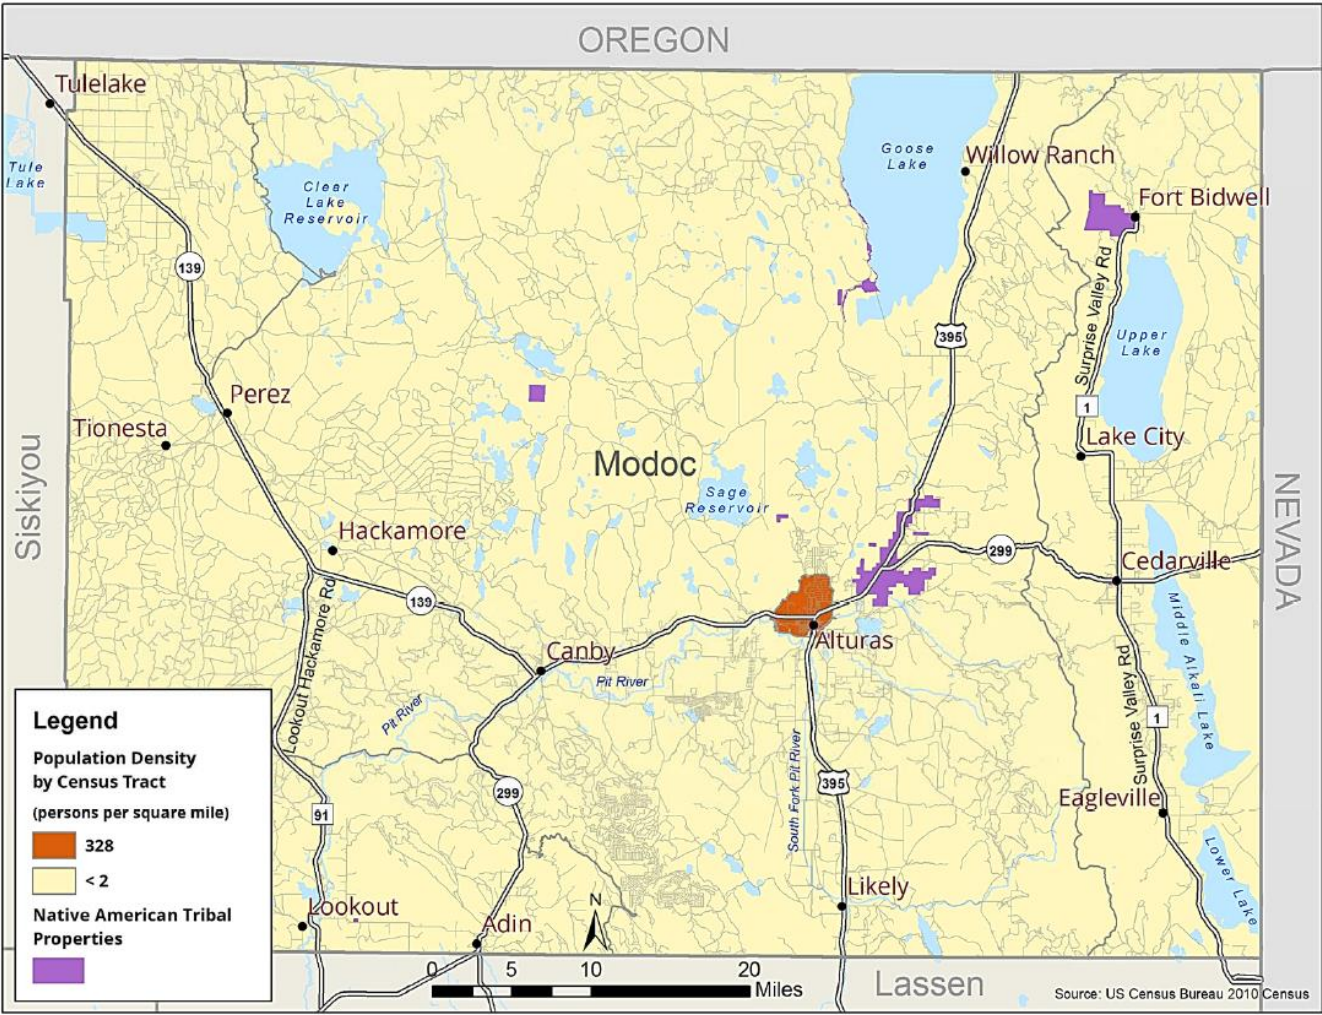 OREGON
Tulelake
Tule
Lake
Clear
Lake
Reservoir
Goose
Lake
Willow Ranch
Fort Bidwell
139
395
Surprise Valley Rd
Upper
Lake
1
Perez
Tionesta
Lake City
Siskiyou
Modoc
Sage
Reservoir
NEVADA
Hackamore
299
Cedarville
139
Lookout Hackamore Rd
Alturas
Canby
Pit River
Pit River
Middle Alkali Lake
Surprise Valley Rd
1
South Fork Pit River
395
299
91
Eagleville
Lower Lake
Likely
Lookout
Adin
N
Legend
Population Density
by Census Tract
(persons per square mile)
328
< 2
Native American Tribal
Properties
0 5 10 20
Miles
Lassen
Source: US Census Bureau 2010 Census